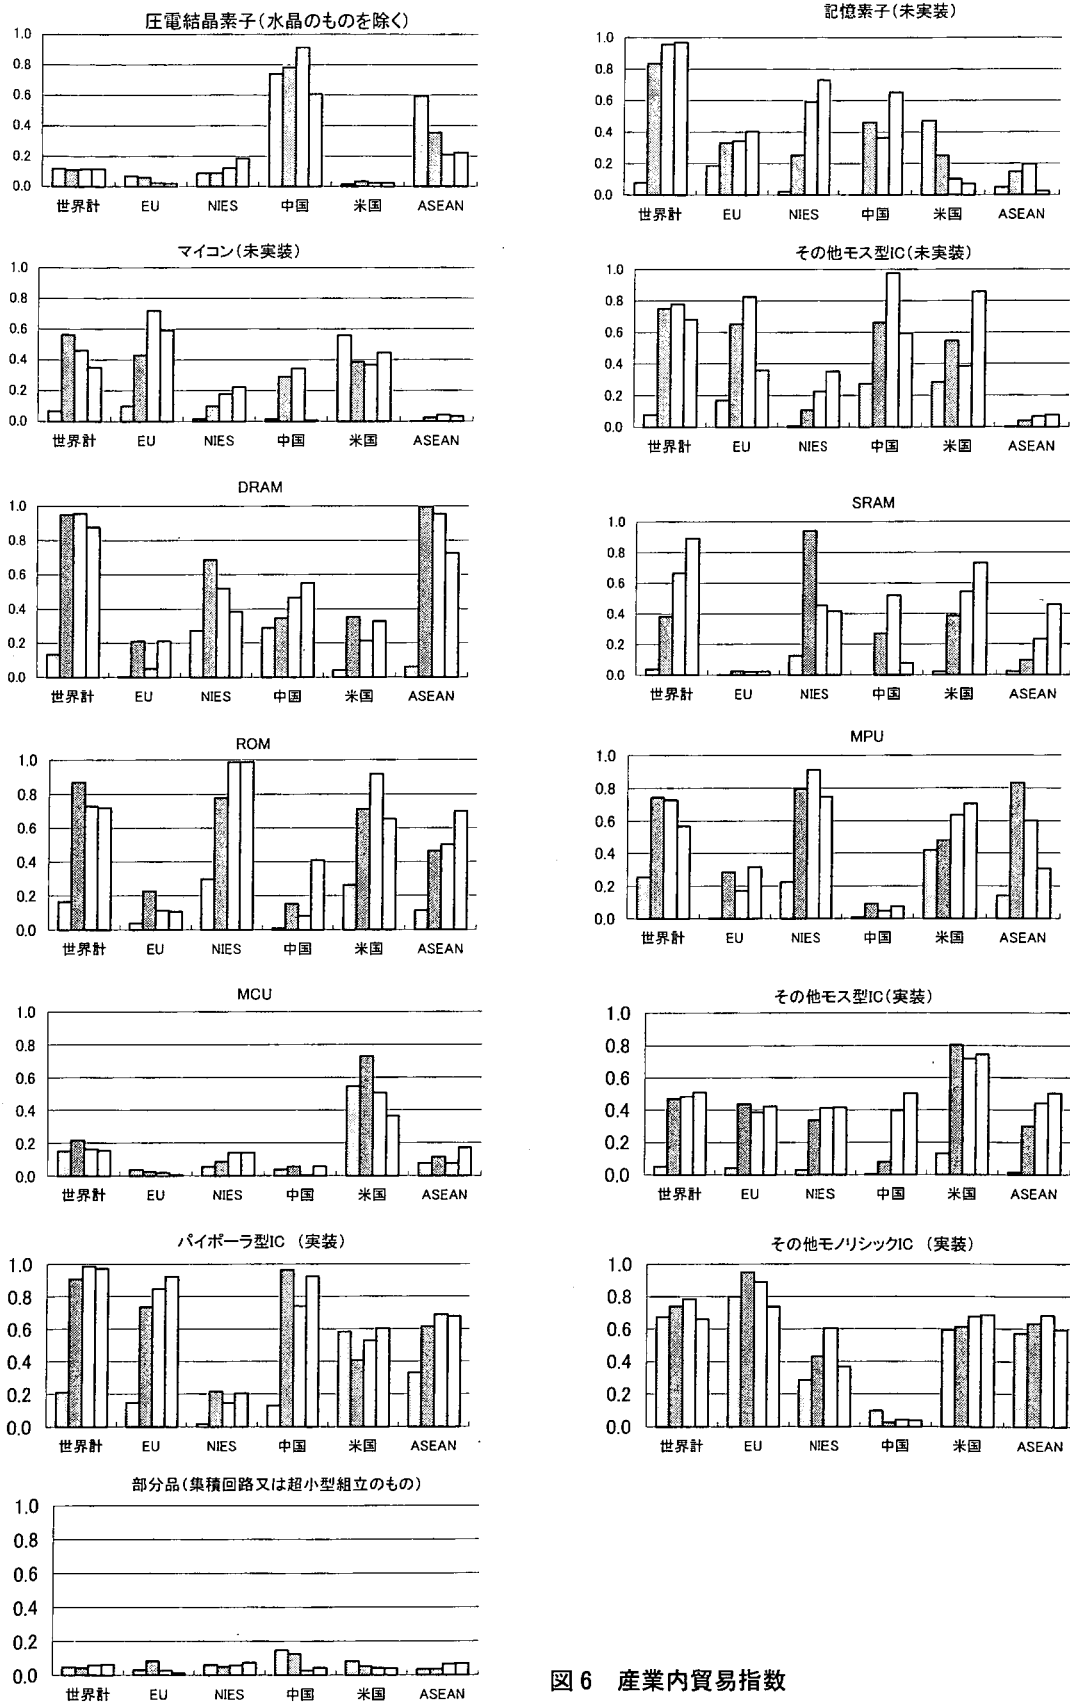 圧電結晶素子(水晶のものを除く)
1.0
0.8
0.6
0.4
0.2
0.0
世界計 EU NIES 中国 米国 ASEAN
記憶素子(未実装)
1.0
0.8
0.6
0.4
0.2
0.0
世界計 EU NIES 中国 米国 ASEAN
マイコン(未実装)
1.0
0.8
0.6
0.4
0.2
0.0
世界計 EU NIES 中国 米国 ASEAN
その他モス型IC(未実装)
1.0
0.8
0.6
0.4
0.2
0.0
世界計 EU NIES 中国 米国 ASEAN
DRAM
1.0
0.8
0.6
0.4
0.2
0.0
世界計 EU NIES 中国 米国 ASEAN
SRAM
1.0
0.8
0.6
0.4
0.2
0.0
世界計 EU NIES 中国 米国 ASEAN
ROM
1.0
0.8
0.6
0.4
0.2
0.0
世界計 EU NIES 中国 米国 ASEAN
MPU
1.0
0.8
0.6
0.4
0.2
0.0
世界計 EU NIES 中国 米国 ASEAN
MCU
1.0
0.8
0.6
0.4
0.2
0.0
世界計 EU NIES 中国 米国 ASEAN
その他モス型IC(実装)
1.0
0.8
0.6
0.4
0.2
0.0
世界計 EU NIES 中国 米国 ASEAN
バイポーラ型IC (実装)
1.0
0.8
0.6
0.4
0.2
0.0
世界計 EU NIES 中国 米国 ASEAN
その他モノリシックIC (実装)
1.0
0.8
0.6
0.4
0.2
0.0
世界計 EU NIES 中国 米国 ASEAN
部分品(集積回路又は超小型組立のもの)
1.0
0.8
0.6
0.4
0.2
0.0
世界計 EU NIES 中国 米国 ASEAN
図6 産業内貿易指数